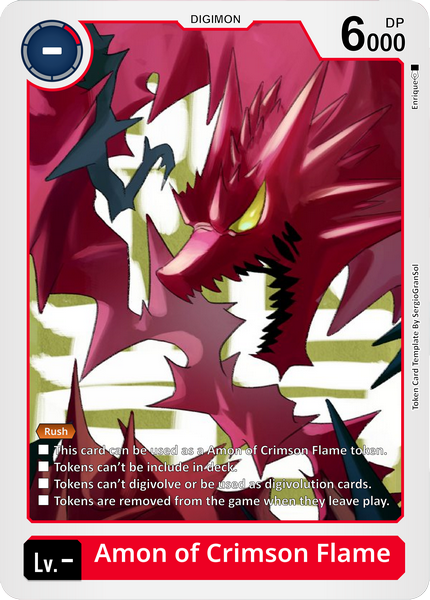 DIGIMON
-
DP
6000
Enrique
Token Card Template By SergioGranSol
Rush
This card can be used as a Amon of Crimson Flame token.
Tokens can't be include in deck.
Tokens can't digivolve or be used as digivolution cards.
Tokens are removed from the game when they leave play.
Lv.-
Amon of Crimson Flame